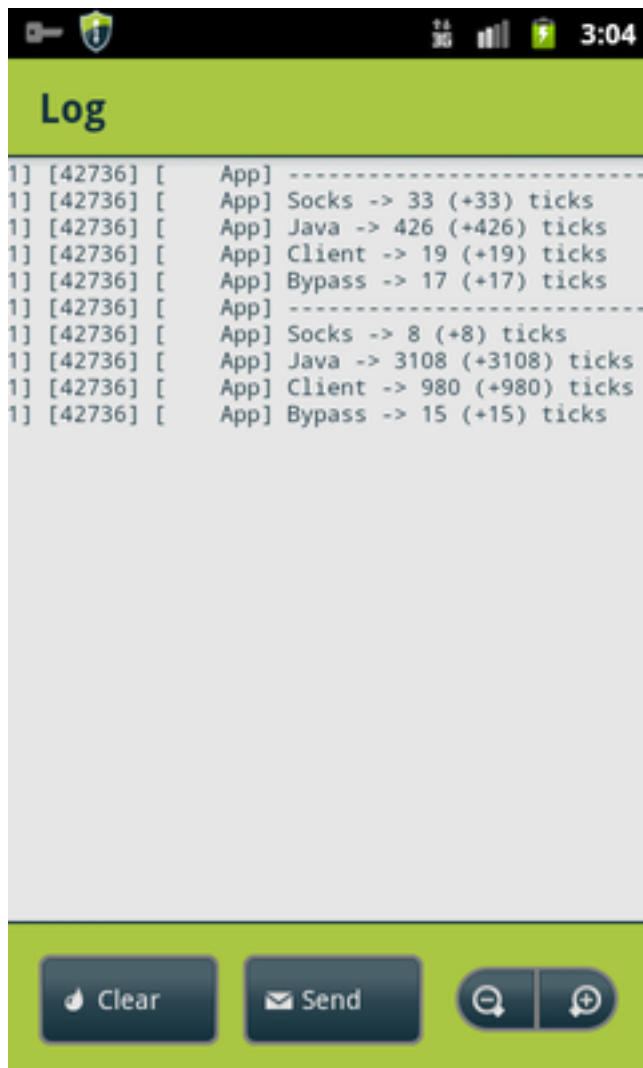 3G 3:04
Log
1] [42736] [    App] ---------------------------
1] [42736] [    App] Socks -> 33 (+33) ticks
1] [42736] [    App] Java -> 426 (+426) ticks
1] [42736] [    App] Client -> 19 (+19) ticks
1] [42736] [    App] Bypass -> 17 (+17) ticks
1] [42736] [    App] ---------------------------
1] [42736] [    App] Socks -> 8 (+8) ticks
1] [42736] [    App] Java -> 3108 (+3108) ticks
1] [42736] [    App] Client -> 980 (+980) ticks
1] [42736] [    App] Bypass -> 15 (+15) ticks
Clear Send